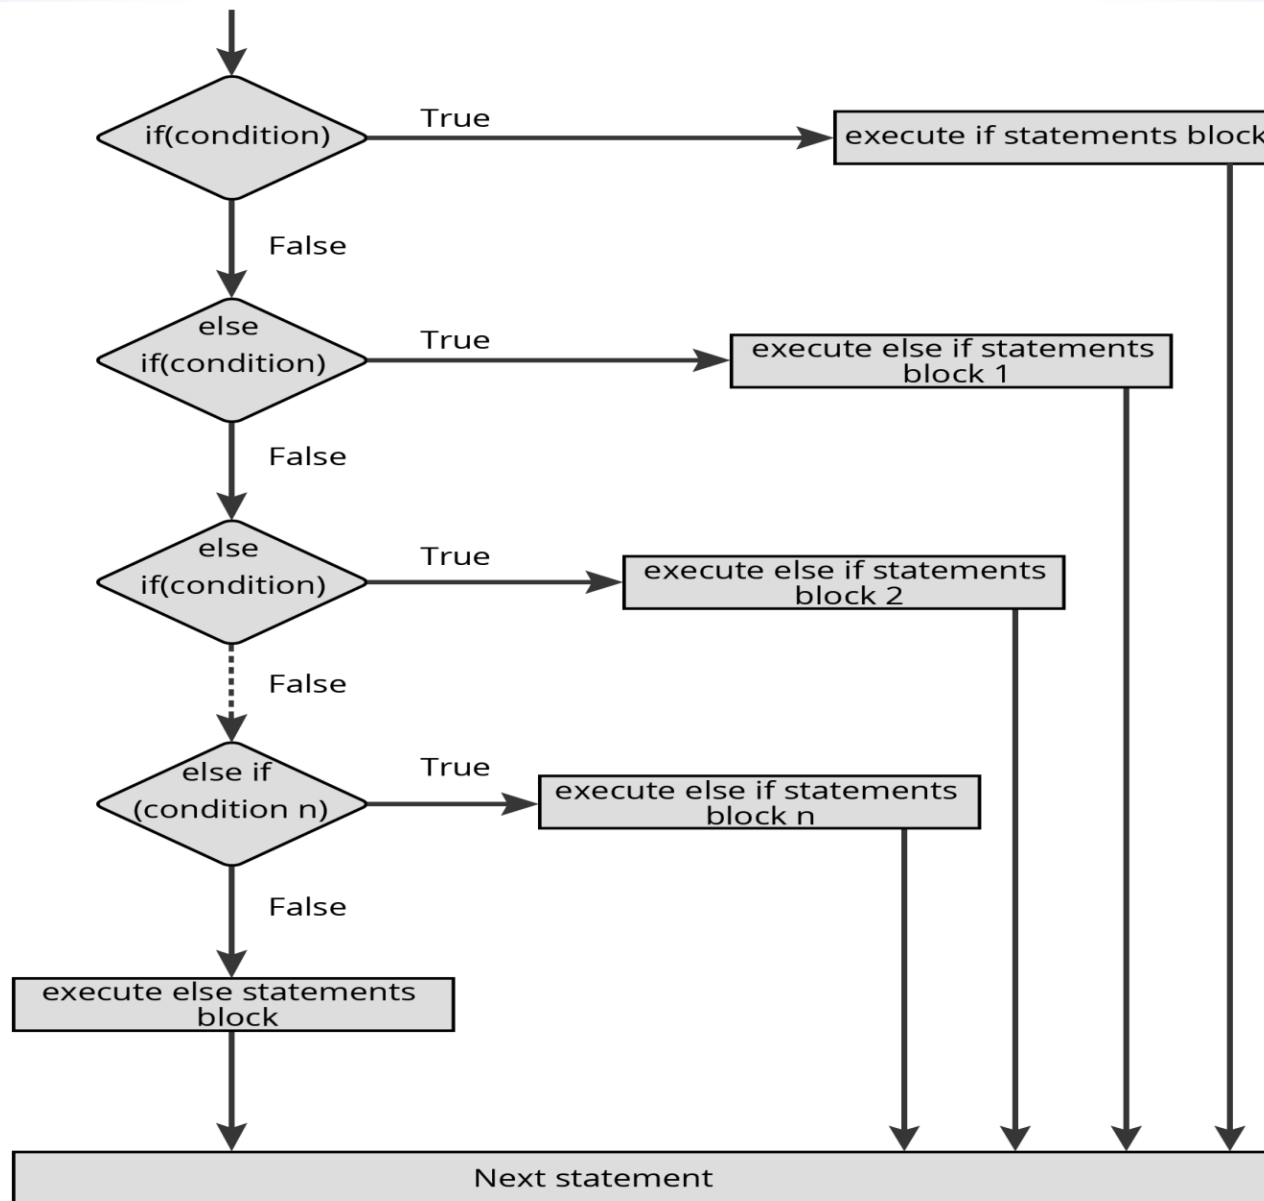 if(condition)
True
execute if statements block
False
else
if(condition)
True
execute else if statements
block 1
False
else
if(condition)
True
execute else if statements
block 2
False
else if
(condition n)
True
execute else if statements
block n
False
execute else statements
block
Next statement